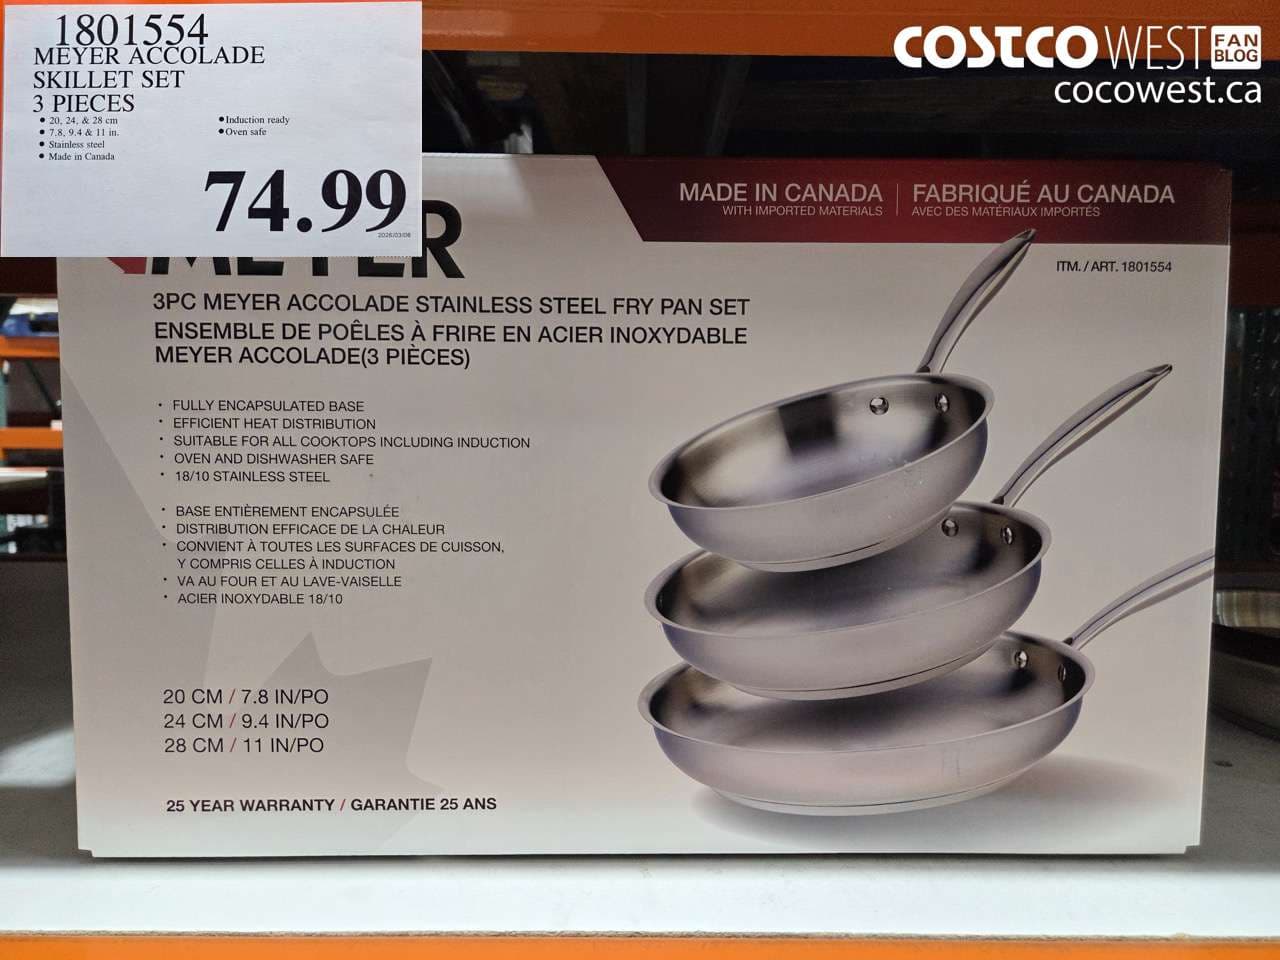 1801554
MEYER ACCOLADE
SKILLET SET
3 PIECES
• 20, 24, & 28 cm
• 7.8, 9.4 & 11 in.
• Stainless steel
• Made in Canada
• Induction ready
• Oven safe
74.99
2026/03/08
COSTCO WEST FAN BLOG
cocowest.ca
MADE IN CANADA | FABRIQUÉ AU CANADA
WITH IMPORTED MATERIALS | AVEC DES MATÉRIAUX IMPORTÉS
ITM. / ART. 1801554
MEYER
3PC MEYER ACCOLADE STAINLESS STEEL FRY PAN SET
ENSEMBLE DE POÊLES À FRIRE EN ACIER INOXYDABLE
MEYER ACCOLADE(3 PIÈCES)
• FULLY ENCAPSULATED BASE
• EFFICIENT HEAT DISTRIBUTION
• SUITABLE FOR ALL COOKTOPS INCLUDING INDUCTION
• OVEN AND DISHWASHER SAFE
• 18/10 STAINLESS STEEL
• BASE ENTIÈREMENT ENCAPSULÉE
• DISTRIBUTION EFFICACE DE LA CHALEUR
• CONVIENT À TOUTES LES SURFACES DE CUISSON,
Y COMPRIS CELLES À INDUCTION
• VA AU FOUR ET AU LAVE-VAISELLE
• ACIER INOXYDABLE 18/10
20 CM / 7.8 IN/PO
24 CM / 9.4 IN/PO
28 CM / 11 IN/PO
25 YEAR WARRANTY / GARANTIE 25 ANS